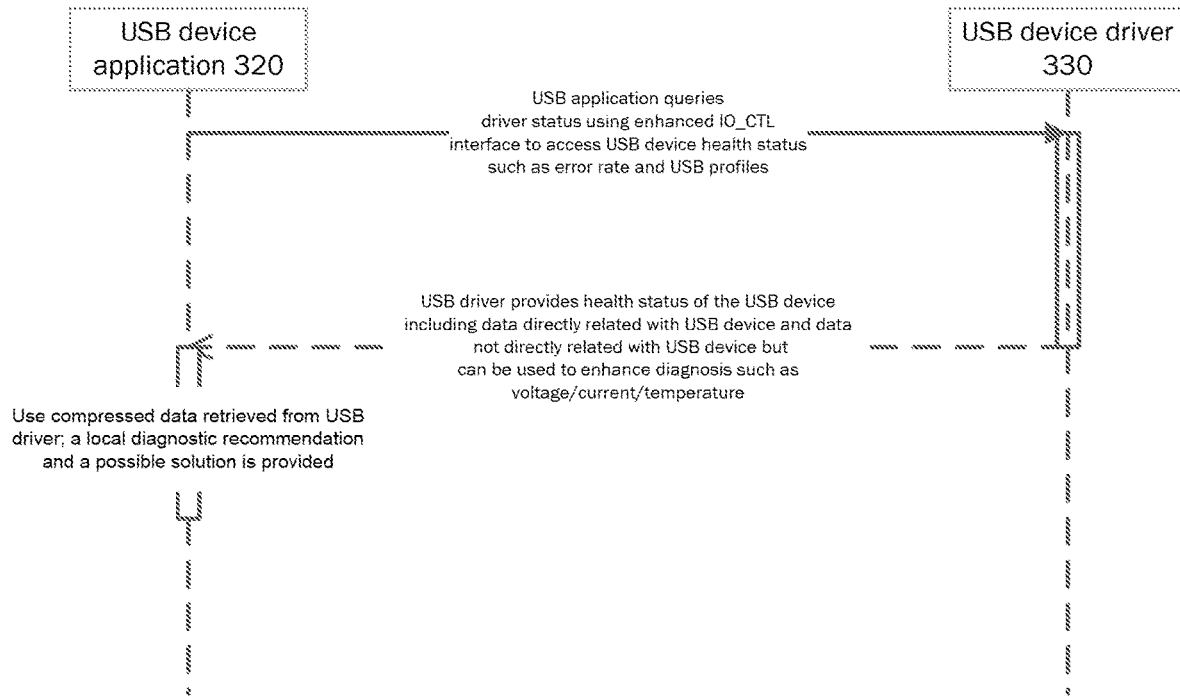 USB device
application 320
USB device driver
330
USB application queries
driver status using enhanced IO_CTL
interface to access USB device health status
such as error rate and USB profiles
USB driver provides health status of the USB device
including data directly related with USB device and data
not directly related with USB device but
can be used to enhance diagnosis such as
voltage/current/temperature
Use compressed data retrieved from USB
driver; a local diagnostic recommendation
and a possible solution is provided